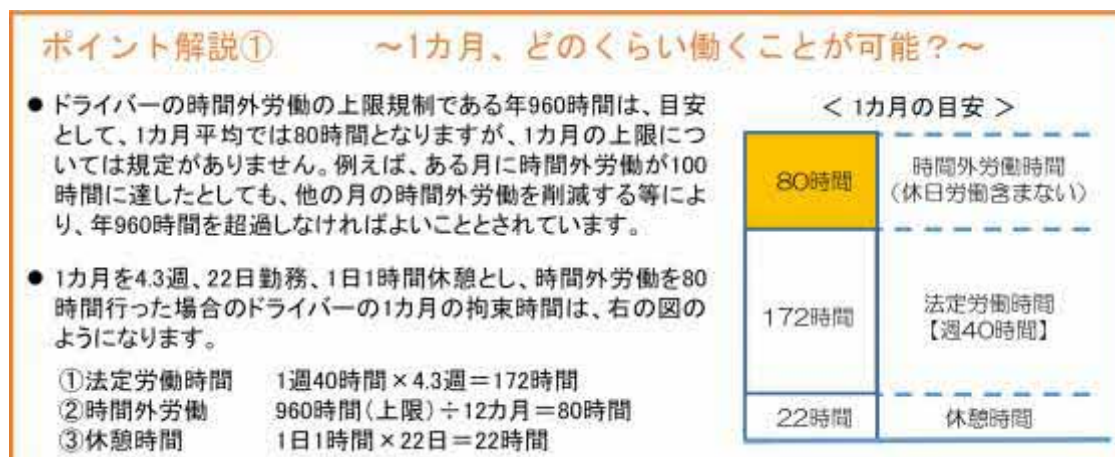 ポイント解説① ～1カ月、どのくらい働くことが可能？～
● ドライバーの時間外労働の上限規制である年960時間は、目安
として、1カ月平均では80時間となりますが、1カ月の上限につ
いては規定がありません。例えば、ある月に時間外労働が100
時間に達したとしても、他の月の時間外労働を削減する等によ
り、年960時間を超過しなければよいこととされています。
● 1カ月を4.3週、22日勤務、1日1時間休憩とし、時間外労働を80
時間行った場合のドライバーの1カ月の拘束時間は、右の図の
ようになります。
①法定労働時間 1週40時間×4.3週＝172時間
②時間外労働 960時間(上限)÷12カ月＝80時間
③休憩時間 1日1時間×22日＝22時間
＜ 1カ月の目安 ＞
80時間
時間外労働時間
（休日労働含まない）
172時間
法定労働時間
【週40時間】
22時間
休憩時間